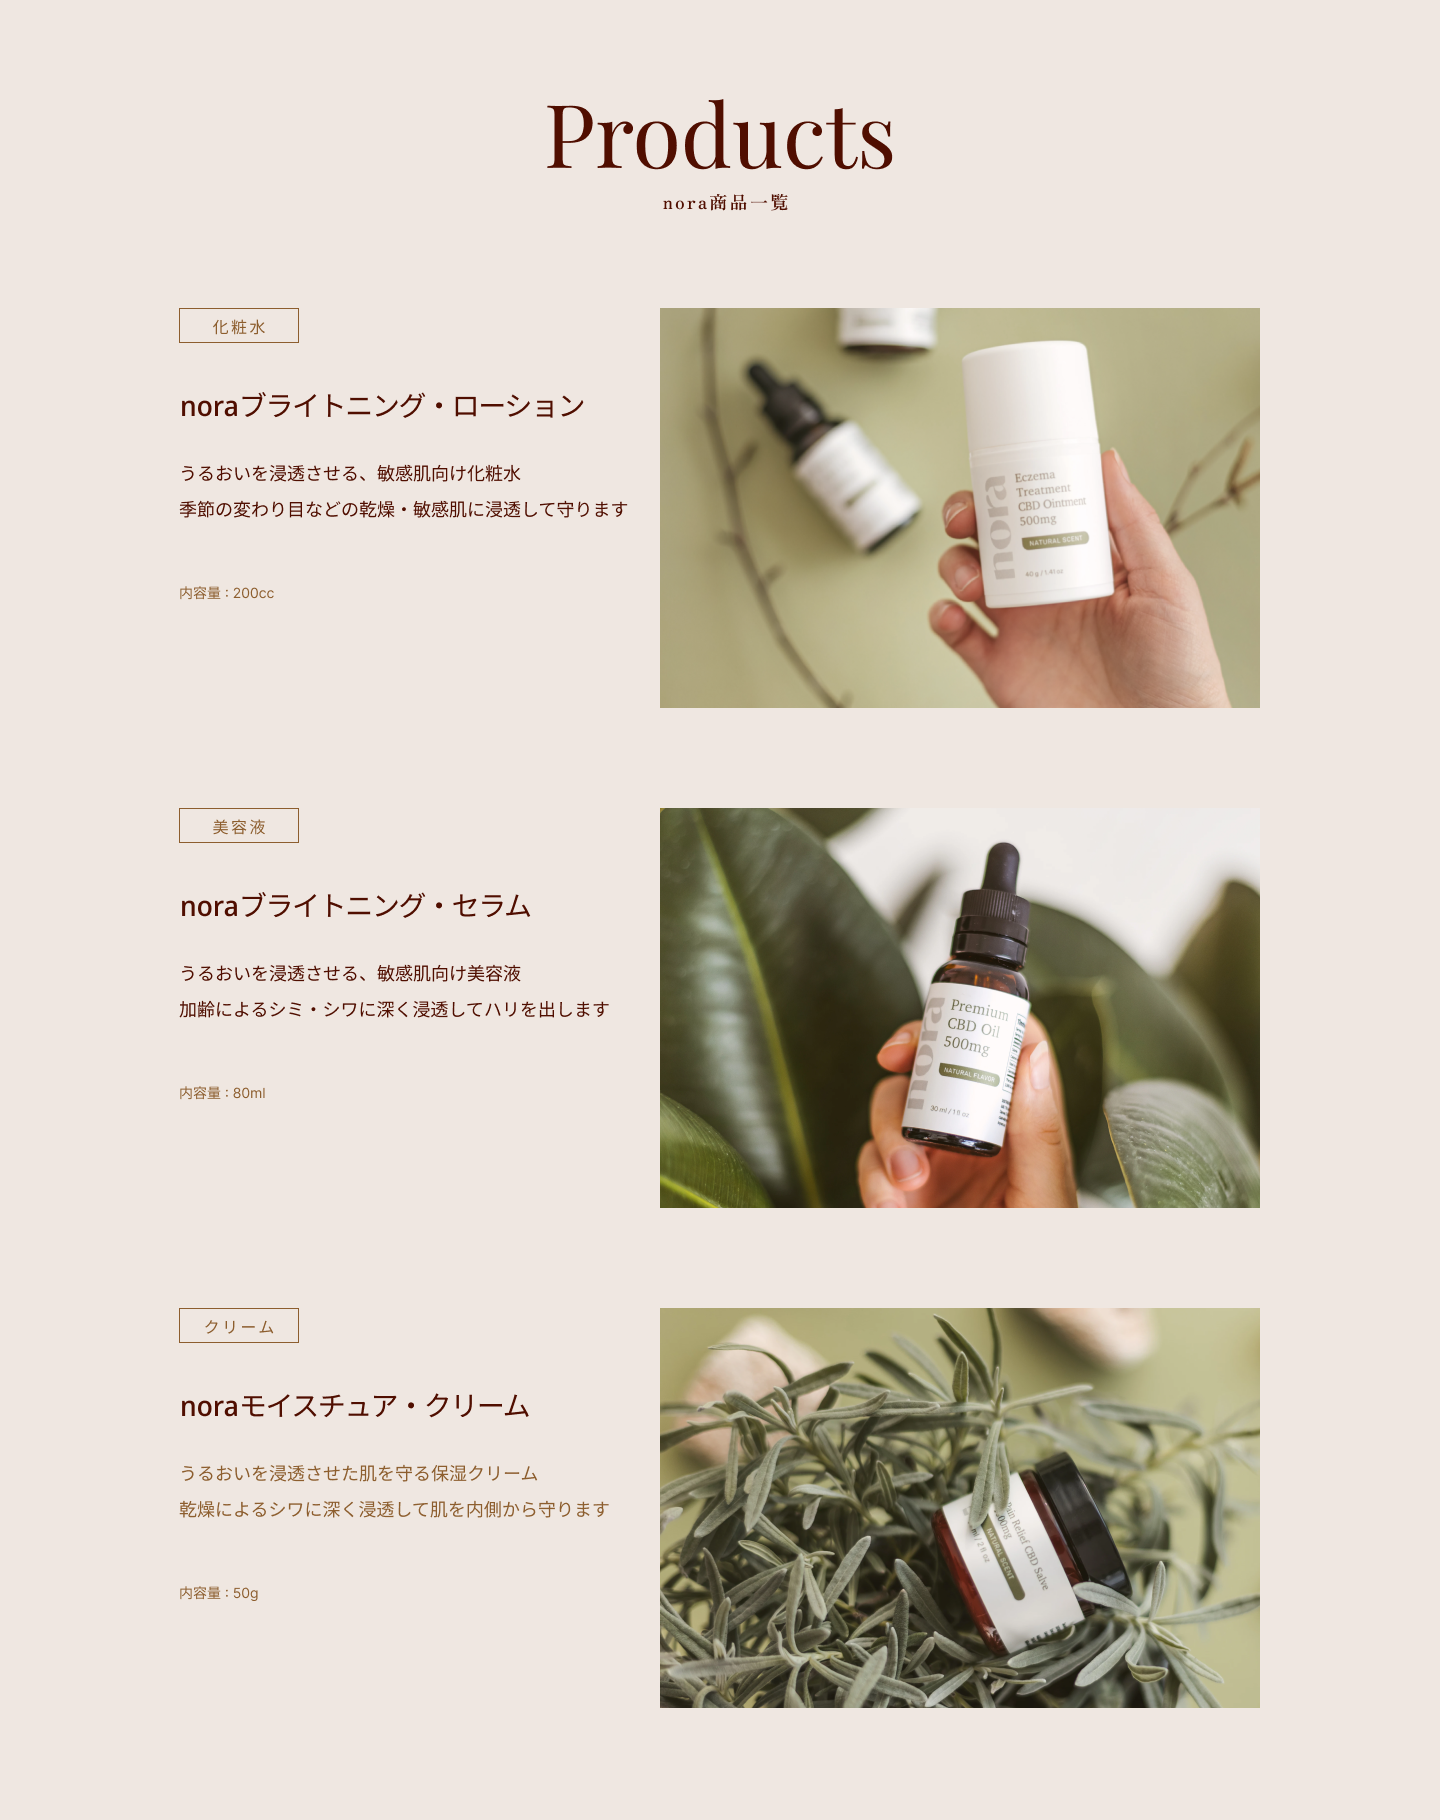 Products
nora商品一覧
化粧水
noraブライトニング・ローション
うるおいを浸透させる、敏感肌向け化粧水
季節の変わり目などの乾燥・敏感肌に浸透して守ります
内容量 : 200cc
nora
Eczema
Treatment
CBD Ointment
500mg
NATURAL SCENT
40 g / 1.41 oz
美容液
noraブライトニング・セラム
うるおいを浸透させる、敏感肌向け美容液
加齢によるシミ・シワに深く浸透してハリを出します
内容量 : 80ml
nora
Premium
CBD Oil
500mg
NATURAL FLAVOR
30 ml / 1 fl oz
クリーム
noraモイスチュア・クリーム
うるおいを浸透させた肌を守る保湿クリーム
乾燥によるシワに深く浸透して肌を内側から守ります
内容量 : 50g
Pain Relief CBD Salve
NATURAL SCENT